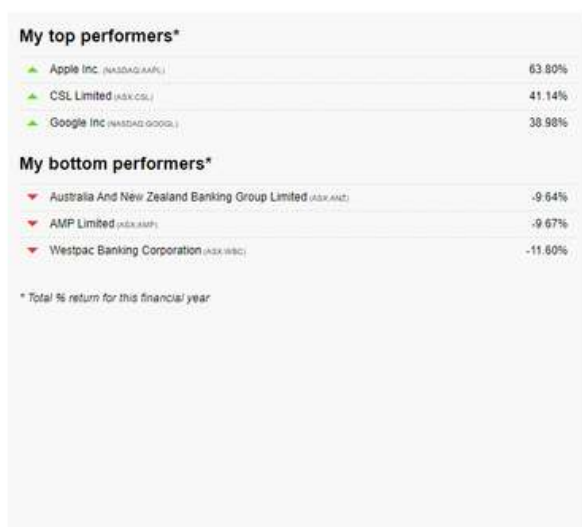 My top performers*
Apple Inc. (NASDAQ:AAPL) 63.80%
CSL Limited (ASX:CSL) 41.14%
Google Inc (NASDAQ:GOOGL) 38.98%
My bottom performers*
Australia And New Zealand Banking Group Limited (ASX:ANZ) -9.64%
AMP Limited (ASX:AMP) -9.67%
Westpac Banking Corporation (ASX:WBC) -11.60%
* Total % return for this financial year